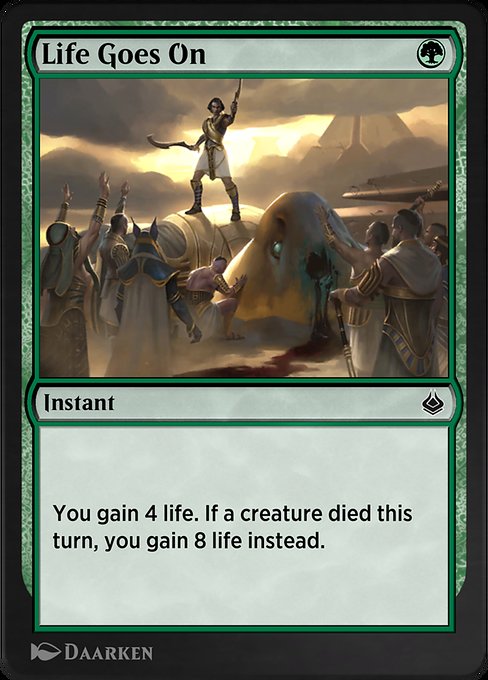 Life Goes On
Instant
You gain 4 life. If a creature died this
turn, you gain 8 life instead.
Daarken